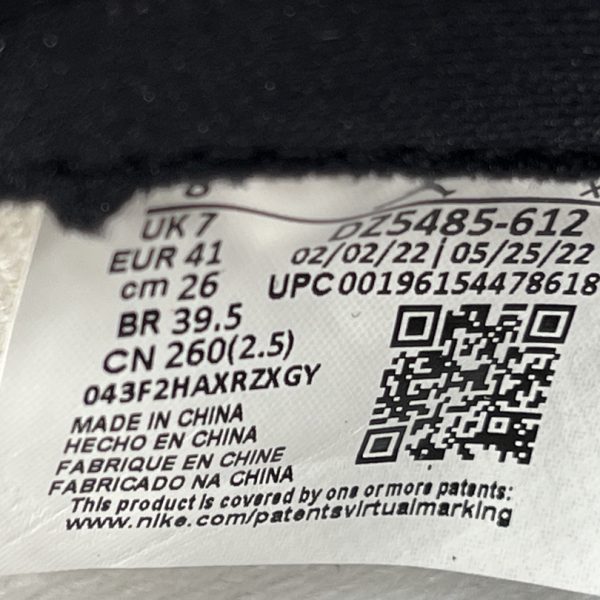 8
UK 7
EUR 41
cm 26
BR 39.5
CN 260(2.5)
043F2HAXRZXGY
MADE IN CHINA
HECHO EN CHINA
FABRIQUE EN CHINE
FABRICADO NA CHINA
DZ5485-612
02/02/22 | 05/25/22
UPC 00196154478618
This product is covered by one or more patents:
www.nike.com/patentsvirtualmarking